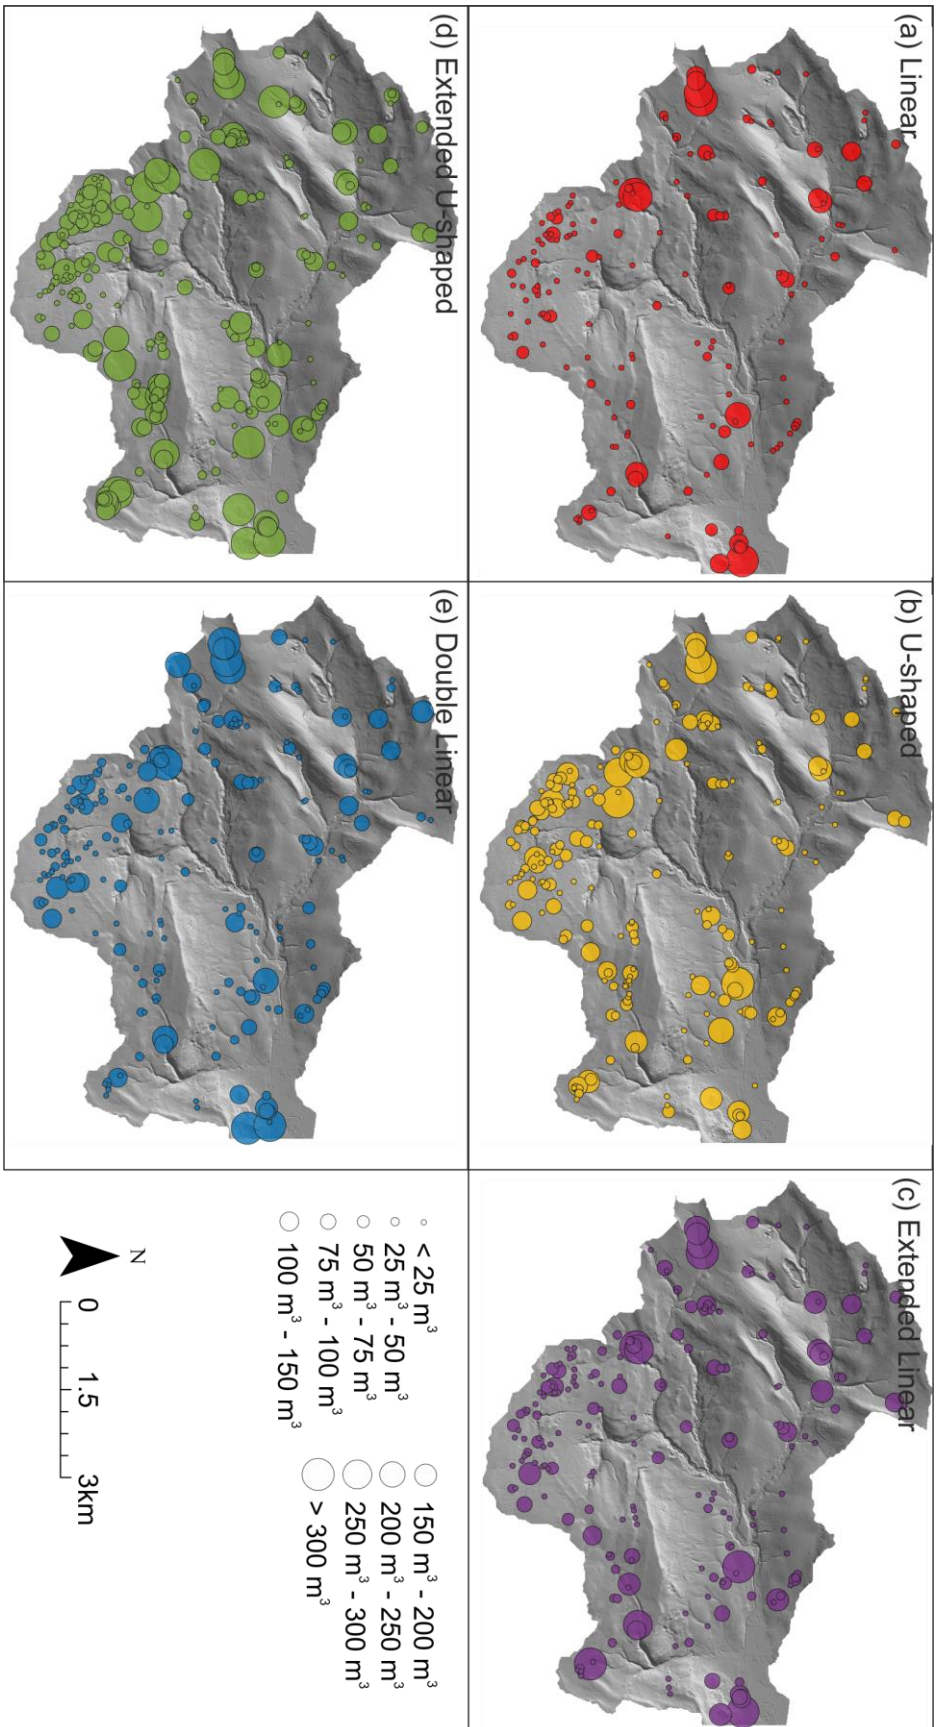 (a) Linear
(b) U-shaped
(c) Extended Linear
(d) Extended U-shaped
(e) Double Linear
< 25 m³
25 m³ - 50 m³
50 m³ - 75 m³
75 m³ - 100 m³
100 m³ - 150 m³
150 m³ - 200 m³
200 m³ - 250 m³
250 m³ - 300 m³
> 300 m³
N
0 1.5 3km